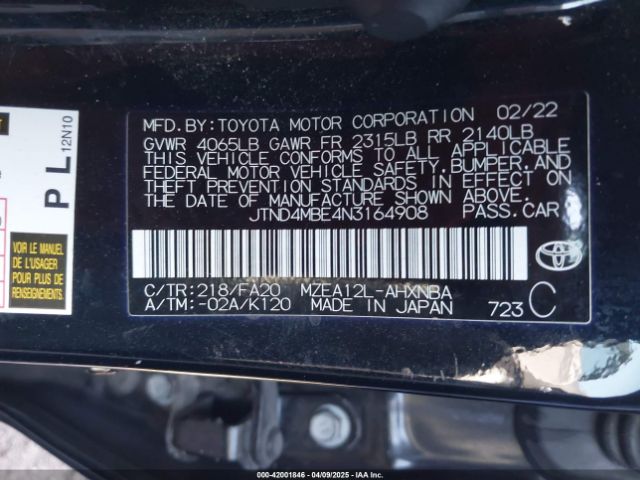 MFD.BY:TOYOTA MOTOR CORPORATION 02/22
GVWR 4065LB GAWR FR 2315LB RR 2140LB
THIS VEHICLE CONFORMS TO ALL APPLICABLE
FEDERAL MOTOR VEHICLE SAFETY,BUMPER,AND
THEFT PREVENTION STANDARDS IN EFFECT ON
THE DATE OF MANUFACTURE SHOWN ABOVE.
JTND4MBE4N3164908 PASS.CAR
C/TR:218/FA20 MZEA12L-AHXNBA
A/TM:-02A/K120 MADE IN JAPAN 723 C
P L 12N10
VOIR LE MANUEL
DE L'USAGER
POUR PLUS DE
RENSEIGNEMENTS
000-42001846 | 04/09/2025 | IAAI.COM